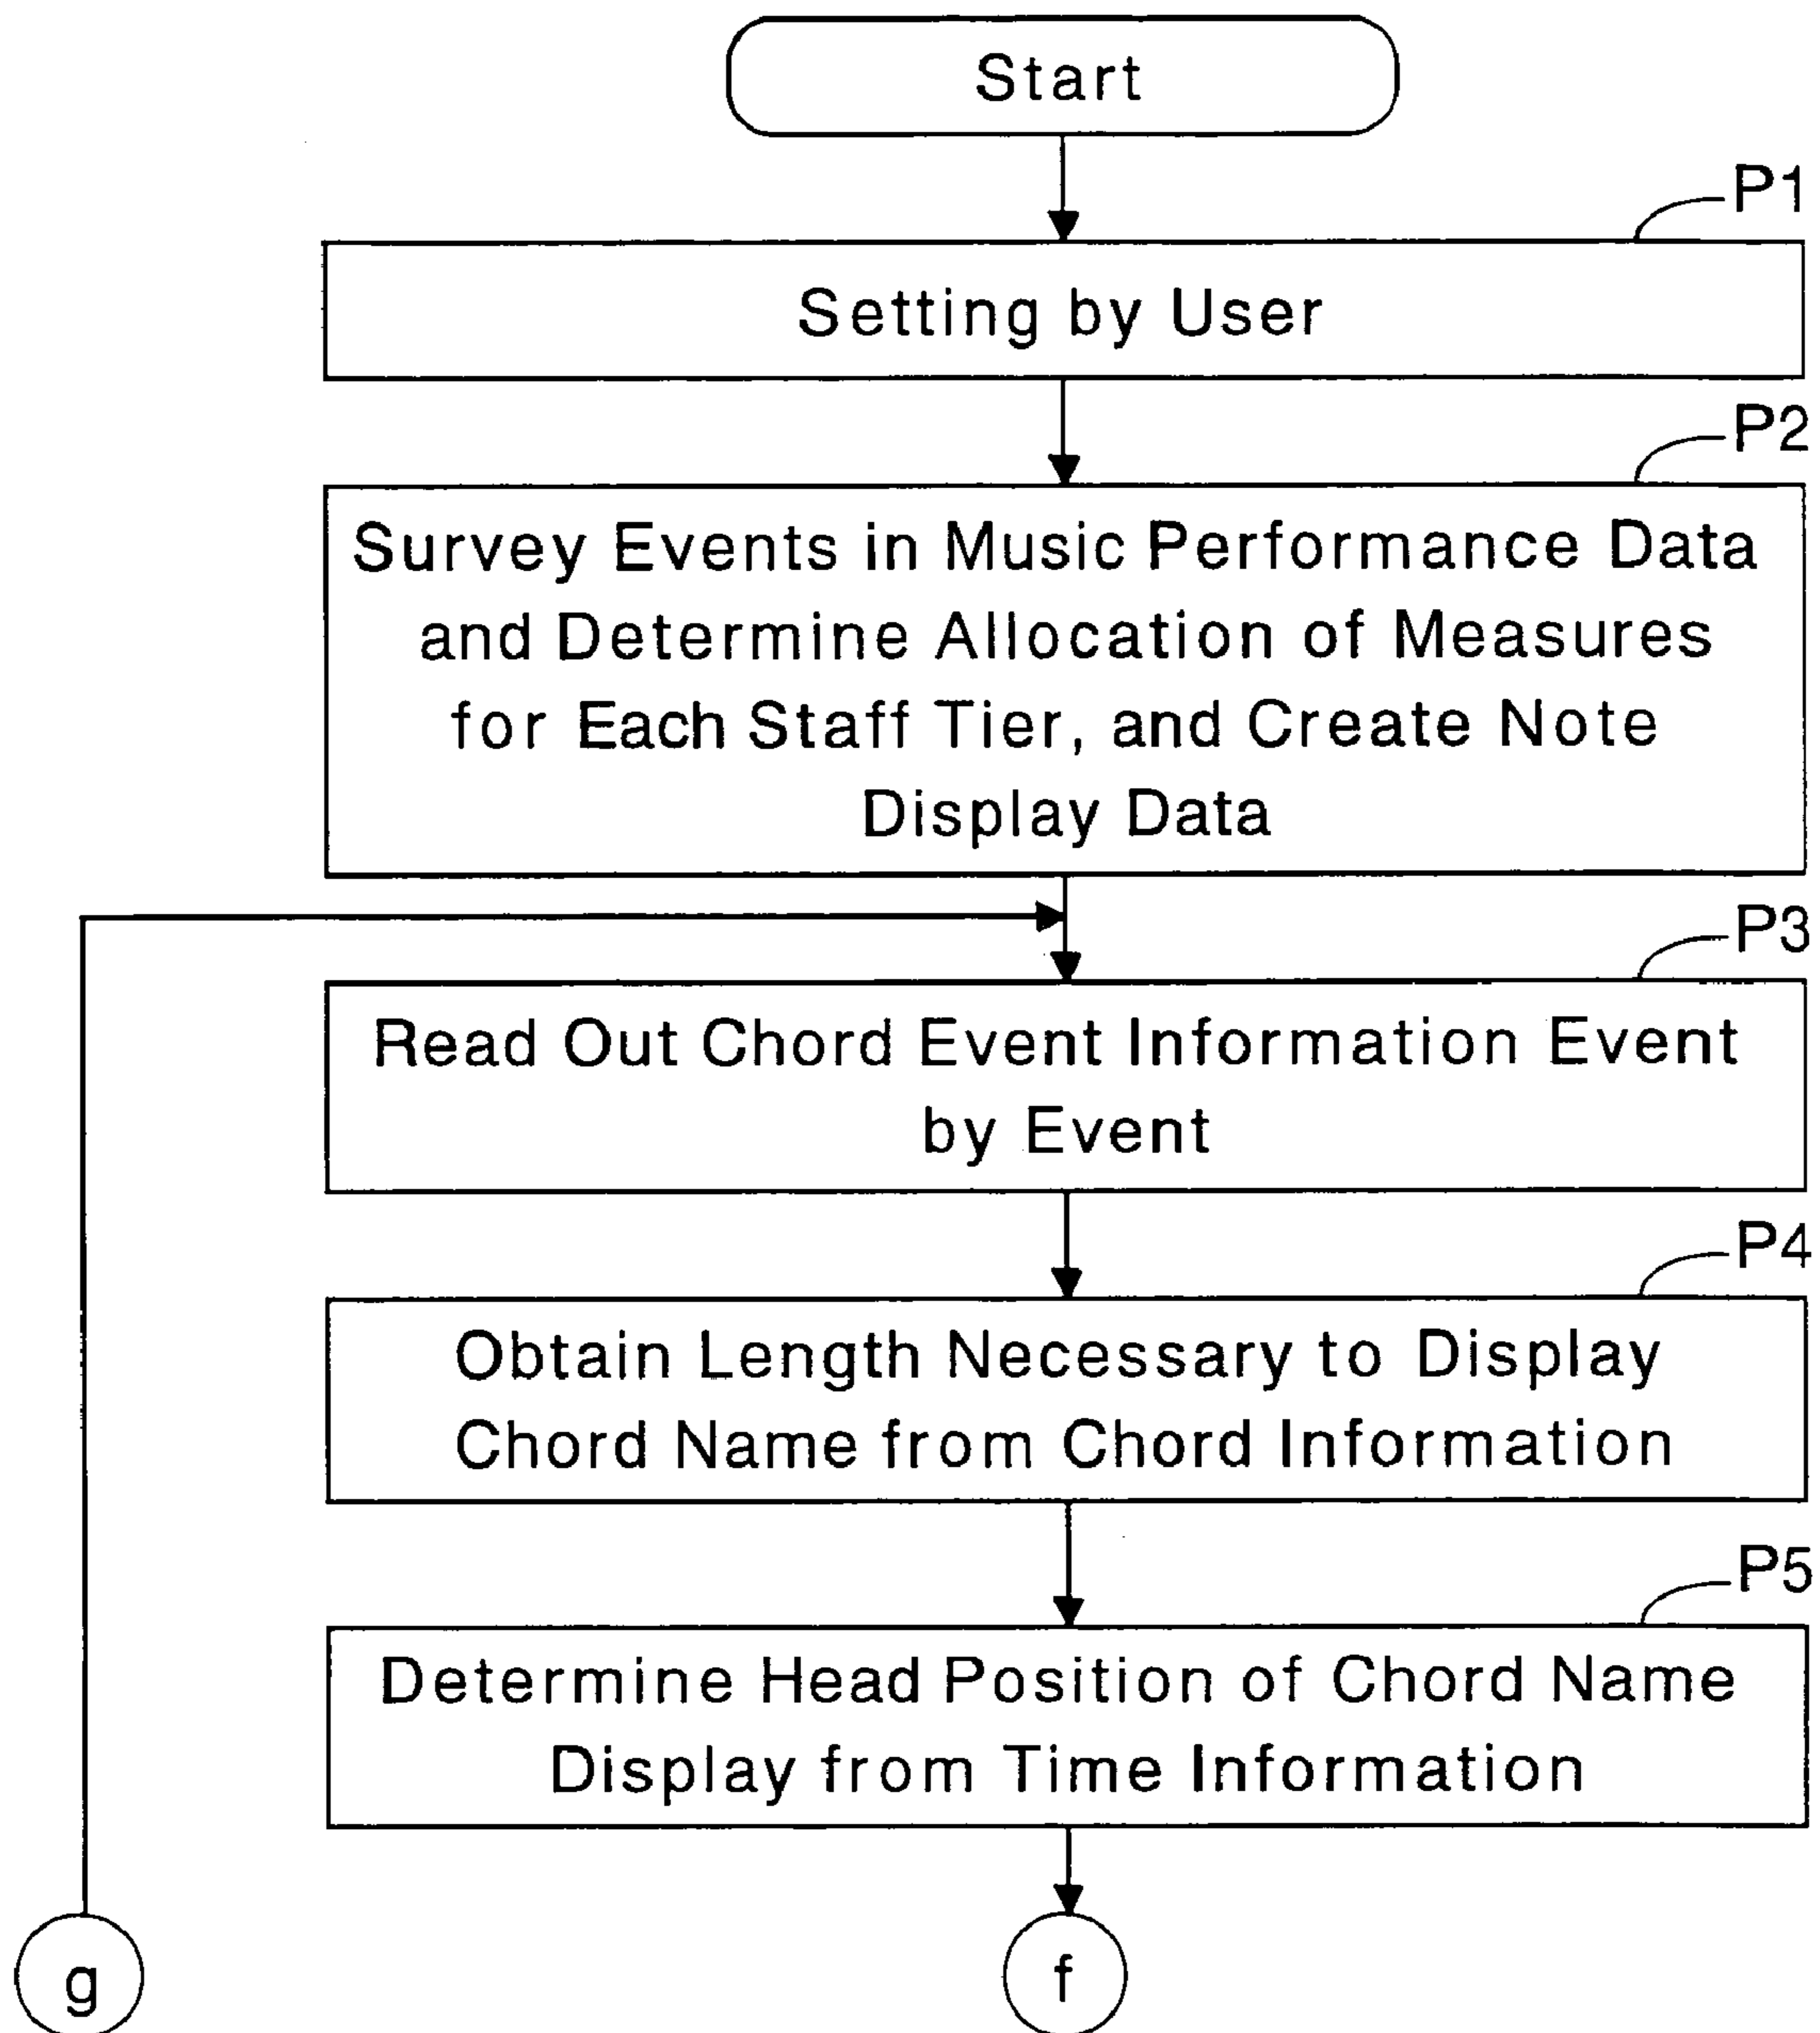 Start
P1
Setting by User
P2
Survey Events in Music Performance Data
and Determine Allocation of Measures
for Each Staff Tier, and Create Note
Display Data
P3
Read Out Chord Event Information Event
by Event
P4
Obtain Length Necessary to Display
Chord Name from Chord Information
P5
Determine Head Position of Chord Name
Display from Time Information
g
f